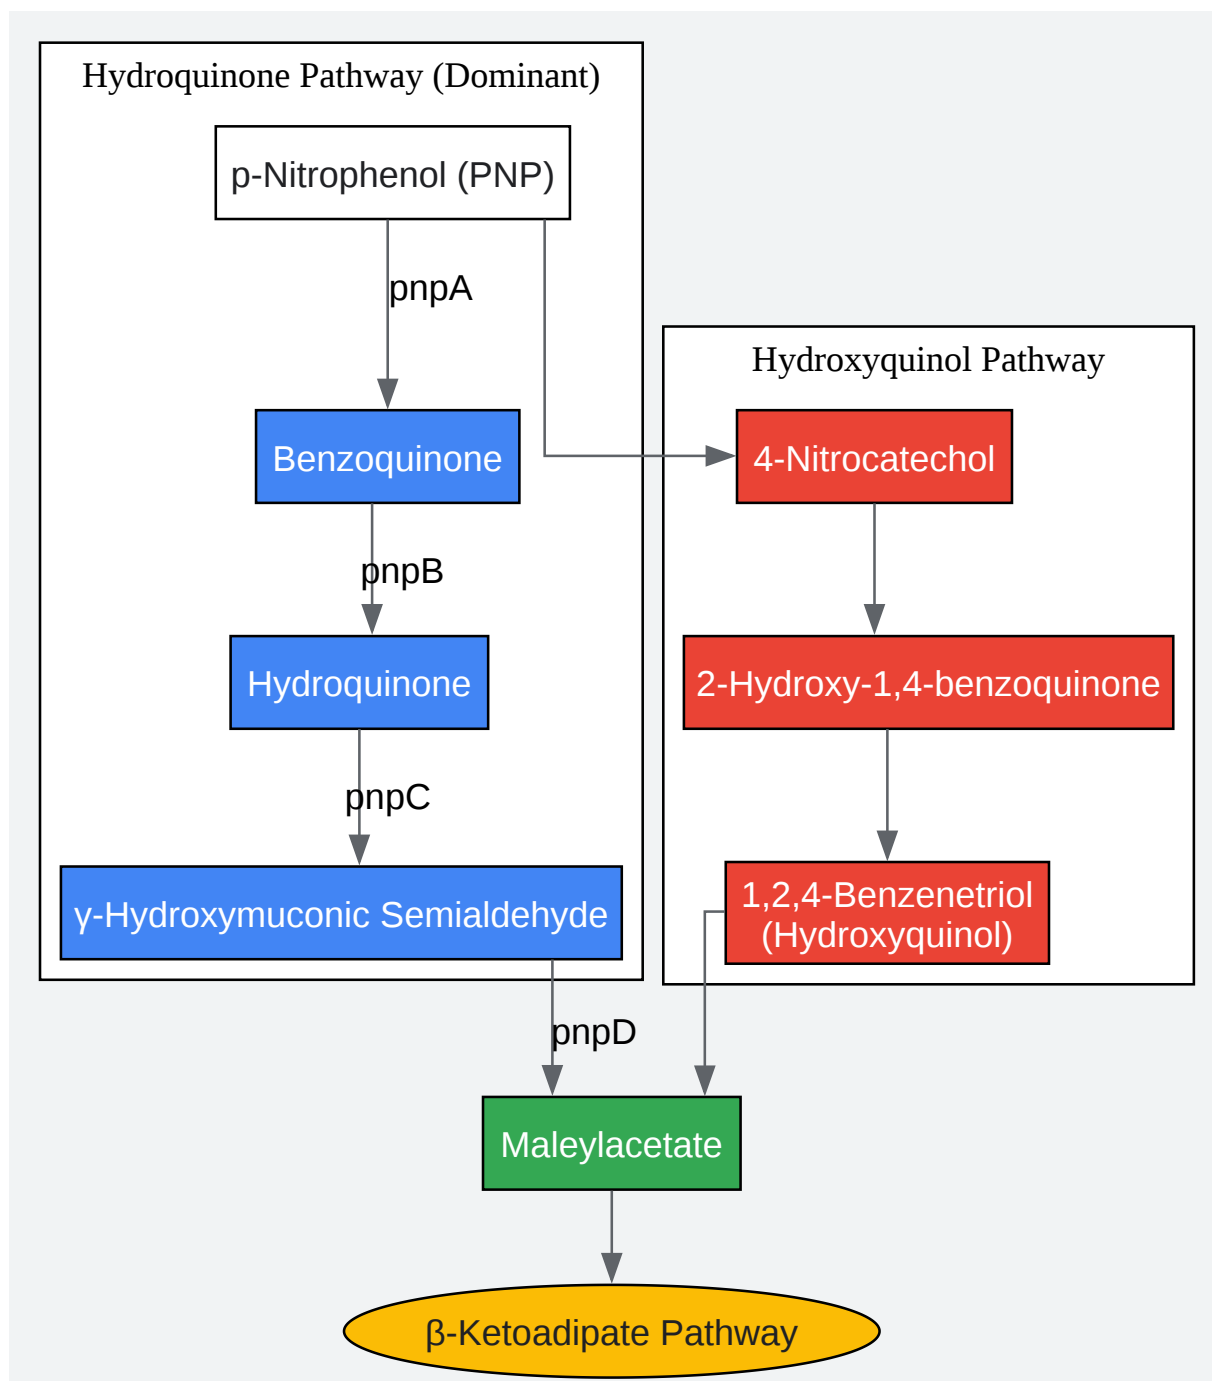 Hydroquinone Pathway (Dominant)
p-Nitrophenol (PNP)
pnpA
Hydroxyquinol Pathway
Benzoquinone
4-Nitrocatechol
pnpB
Hydroquinone
2-Hydroxy-1,4-benzoquinone
pnpC
γ-Hydroxymuconic Semialdehyde
1,2,4-Benzenetriol
(Hydroxyquinol)
pnpD
Maleylacetate
β-Ketoadipate Pathway